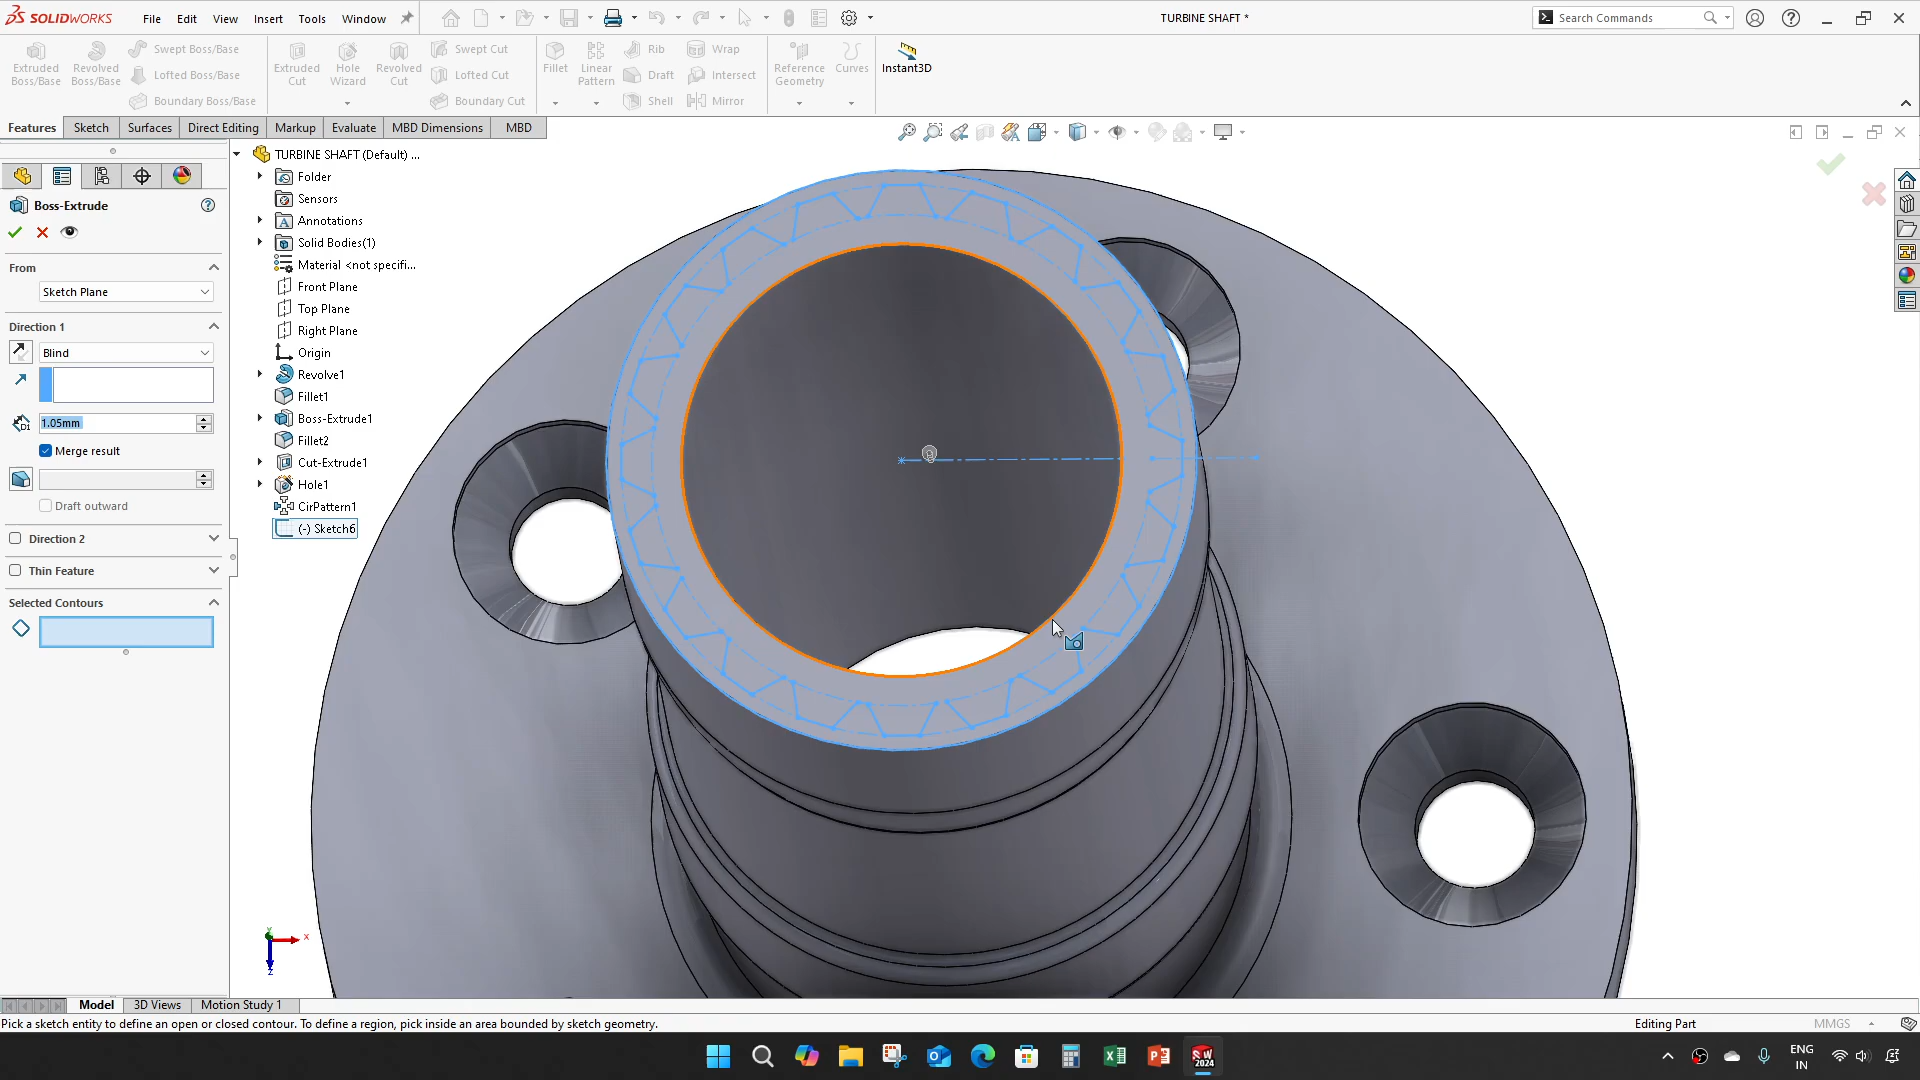 SOLIDWORKS
File
Edit
View
Insert
Tools
Window
TURBINE SHAFT *
Search Commands
Extruded Boss/Base
Revolved Boss/Base
Swept Boss/Base
Lofted Boss/Base
Boundary Boss/Base
Extruded Cut
Hole Wizard
Revolved Cut
Swept Cut
Lofted Cut
Boundary Cut
Fillet
Linear Pattern
Rib
Draft
Shell
Wrap
Intersect
Mirror
Reference Geometry
Curves
Instant3D
Features
Sketch
Surfaces
Direct Editing
Markup
Evaluate
MBD Dimensions
MBD
Boss-Extrude
From
Sketch Plane
Direction 1
Blind
D1
1.05mm
Merge result
Draft outward
Direction 2
Thin Feature
Selected Contours
TURBINE SHAFT (Default) ...
Folder
Sensors
Annotations
Solid Bodies(1)
Material <not specifi...
Front Plane
Top Plane
Right Plane
Origin
Revolve1
Fillet1
Boss-Extrude1
Fillet2
Cut-Extrude1
Hole1
CirPattern1
(-) Sketch6
Y
X
Z
Model
3D Views
Motion Study 1
Pick a sketch entity to define an open or closed contour. To define a region, pick inside an area bounded by sketch geometry.
Editing Part
MMGS
SW
2024
ENG
IN